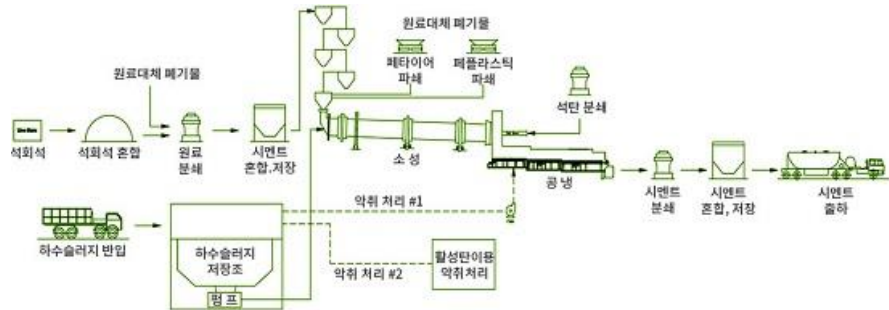 원료대체 폐기물
폐타이어
파쇄
폐플라스틱
파쇄
원료대체 폐기물
석탄 분쇄
석회석
석회석 혼합
원료
분쇄
시멘트
혼합.저장
소성
공냉
시멘트
분쇄
시멘트
혼합, 저장
시멘트
출하
악취 처리 #1
하수슬러지 반입
하수슬러지
저장조
펌프
악취 처리 #2
활성탄이용
악취처리